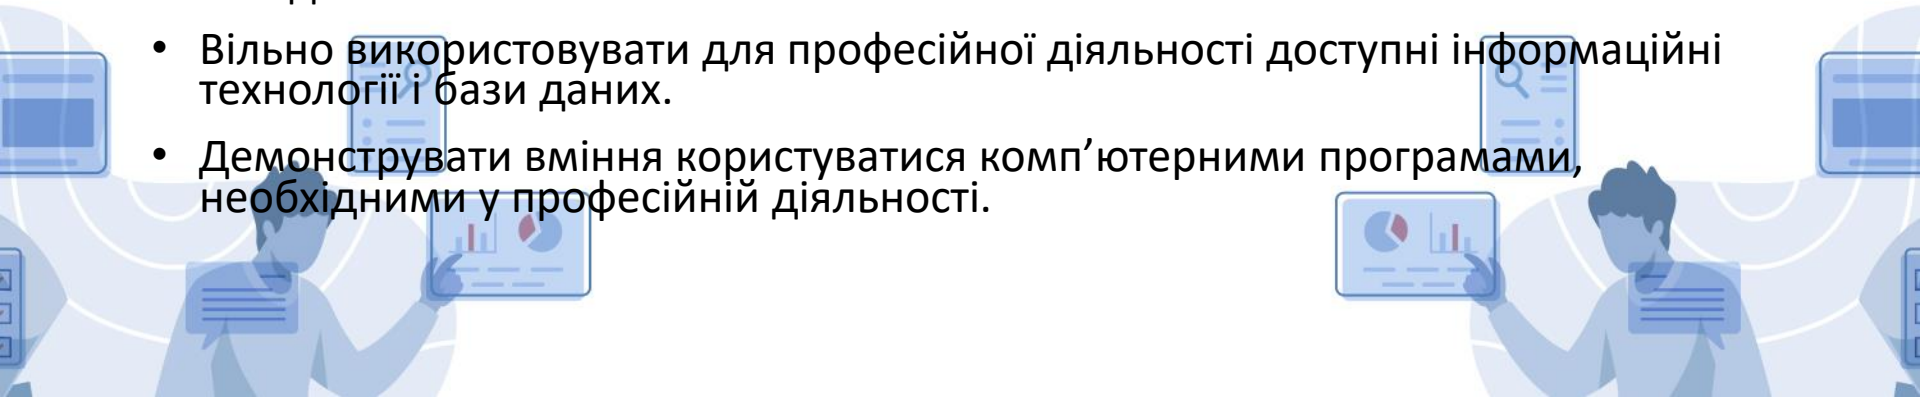 • Вільно використовувати для професійної діяльності доступні інформаційні
технології і бази даних.
• Демонструвати вміння користуватися комп’ютерними програмами,
необхідними у професійній діяльності.